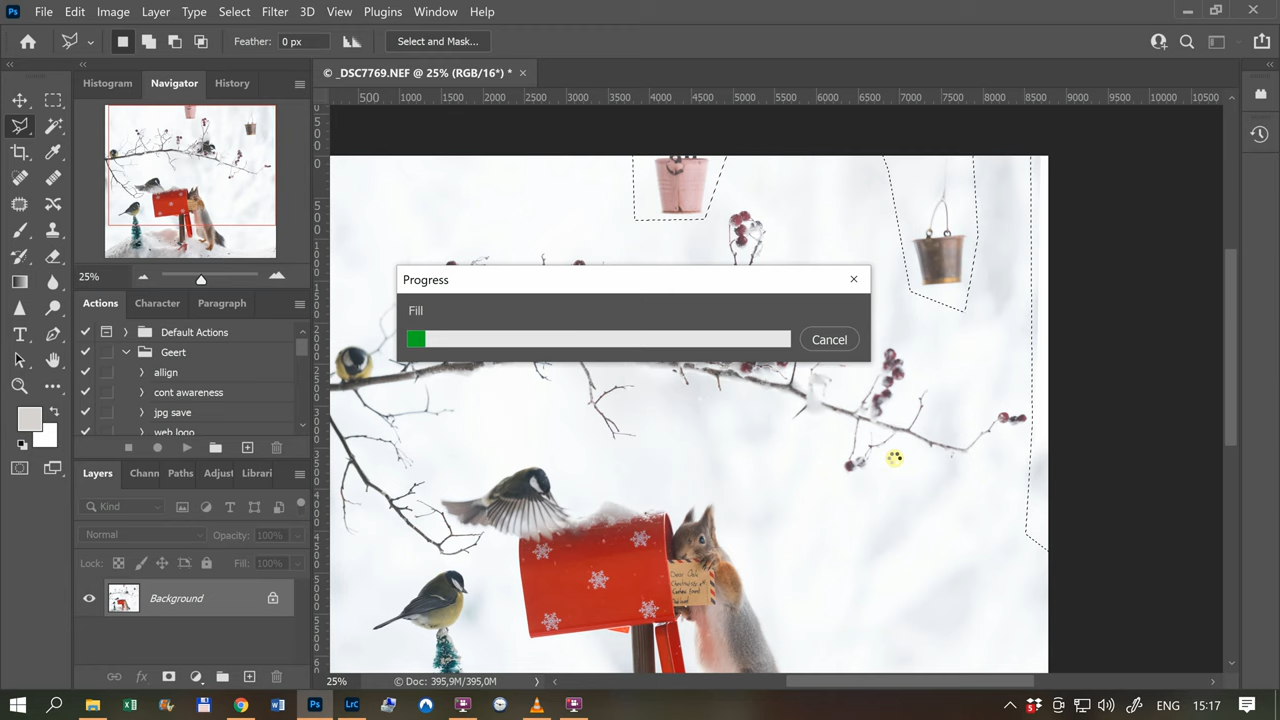 Ps File Edit Image Layer Type Select Filter 3D View Plugins Window Help
Feather: 0 px Select and Mask...
Histogram Navigator History
© _DSC7769.NEF @ 25% (RGB/16*) *
500 1000 1500 2000 2500 3000 3500 4000 4500 5000 5500 6000 6500 7000 7500 8000 8500 9000 9500 10000 10500
25%
Actions Character Paragraph
Default Actions
Geert
allign
cont awareness
jpg save
web logo
Progress
Fill
Cancel
Layers Chann Paths Adjust Librari
Kind
Normal Opacity: 100%
Lock: Fill: 100%
Background
25% © Doc: 395,9M/395,0M
Ps LrC W ENG 15:17